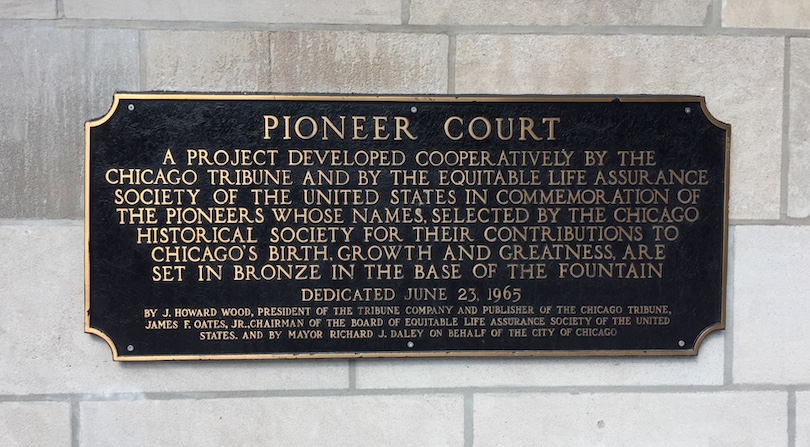 PIONEER COURT
A PROJECT DEVELOPED COOPERATIVELY BY THE
CHICAGO TRIBUNE AND BY THE EQUITABLE LIFE ASSURANCE
SOCIETY OF THE UNITED STATES IN COMMEMORATION OF
THE PIONEERS WHOSE NAMES, SELECTED BY THE CHICAGO
HISTORICAL SOCIETY FOR THEIR CONTRIBUTIONS TO
CHICAGO'S BIRTH, GROWTH AND GREATNESS, ARE
SET IN BRONZE IN THE BASE OF THE FOUNTAIN
DEDICATED JUNE 23, 1965
BY J. HOWARD WOOD, PRESIDENT OF THE TRIBUNE COMPANY AND PUBLISHER OF THE CHICAGO TRIBUNE,
JAMES F. OATES, JR., CHAIRMAN OF THE BOARD OF EQUITABLE LIFE ASSURANCE SOCIETY OF THE UNITED
STATES. AND BY MAYOR RICHARD J. DALEY ON BEHALF OF THE CITY OF CHICAGO